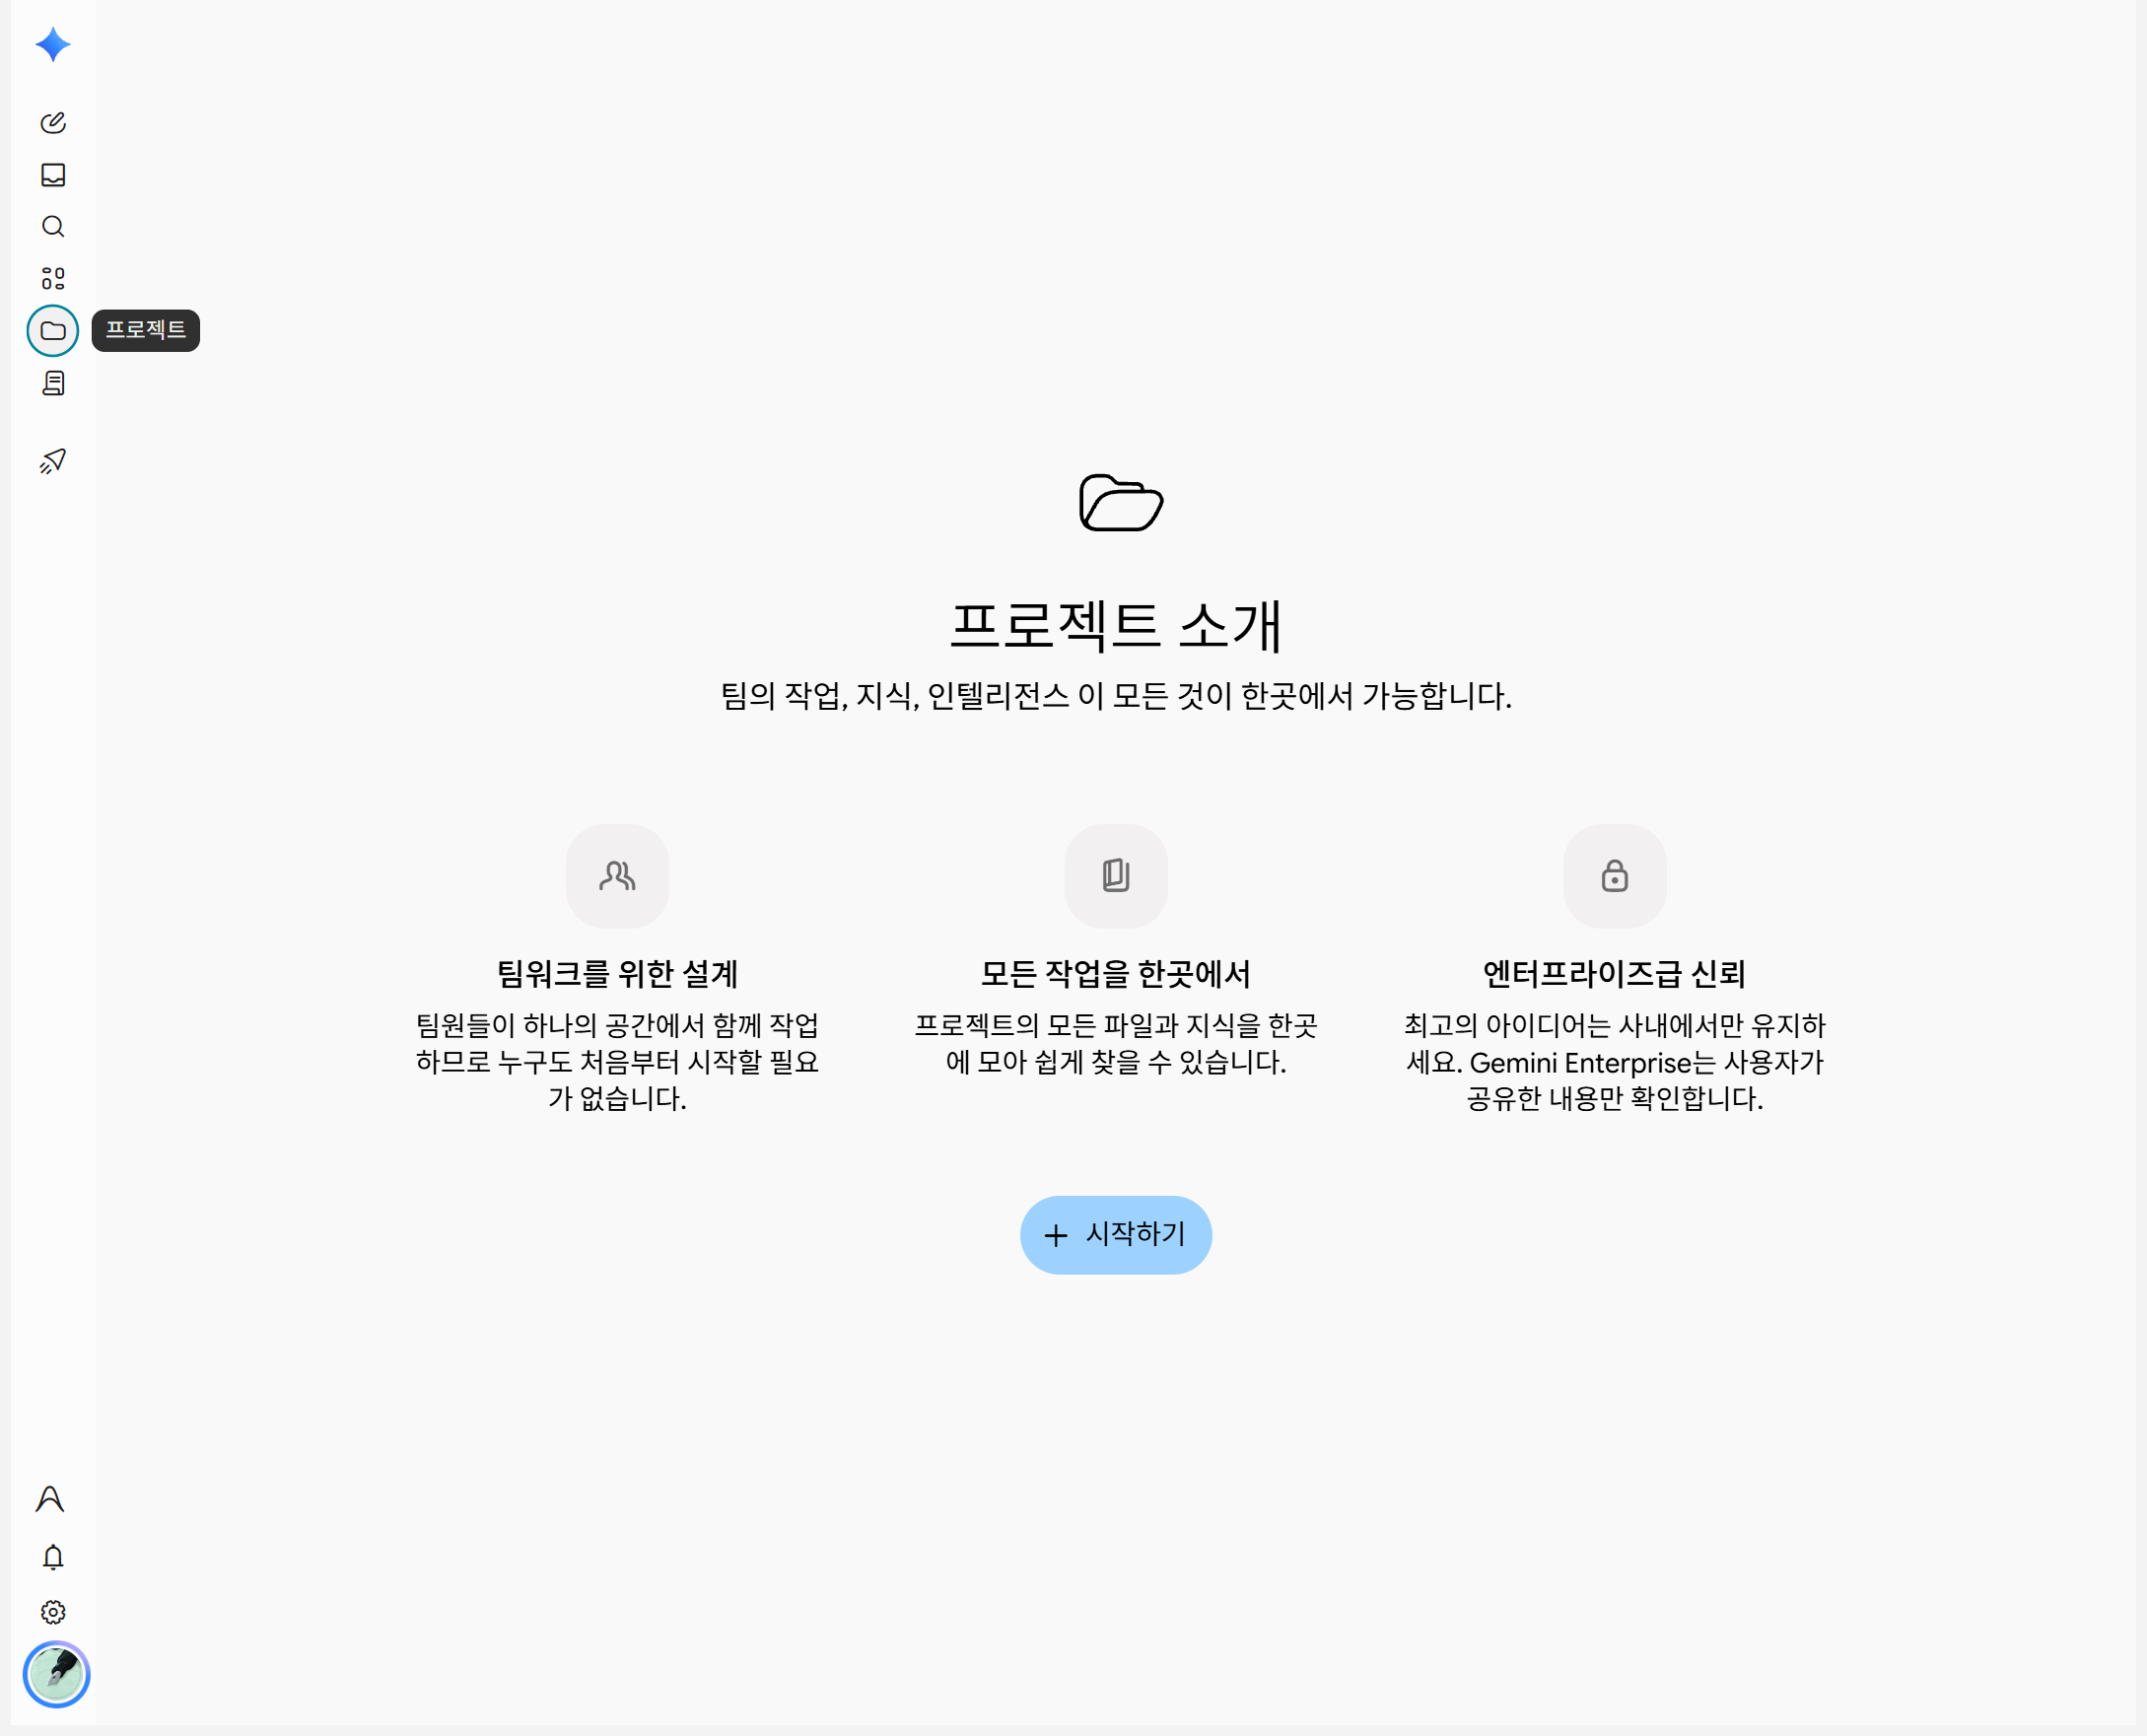 프로젝트
프로젝트 소개
팀의 작업, 지식, 인텔리전스 이 모든 것이 한곳에서 가능합니다.
팀워크를 위한 설계
팀원들이 하나의 공간에서 함께 작업
하므로 누구도 처음부터 시작할 필요
가 없습니다.
모든 작업을 한곳에서
프로젝트의 모든 파일과 지식을 한곳
에 모아 쉽게 찾을 수 있습니다.
엔터프라이즈급 신뢰
최고의 아이디어는 사내에서만 유지하
세요. Gemini Enterprise는 사용자가
공유한 내용만 확인합니다.
시작하기